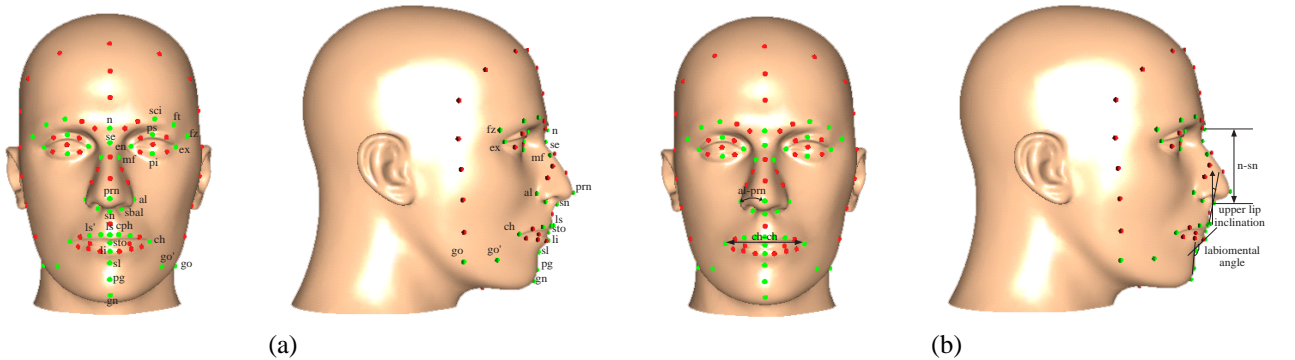 sci
n
ft
se
ps
fz
en
ex
mf
pi
prn
al
sn
sbal
ls'
ls
cph
sto
ch
li
sl
go'
go
pg
gn
fz
n
ex
se
mf
prn
al
sn
ls
ch
sto
li
go
go'
sl
pg
gn
al-prn
ch-ch
n-sn
upper lip
inclination
labiomental
angle
(a)
(b)